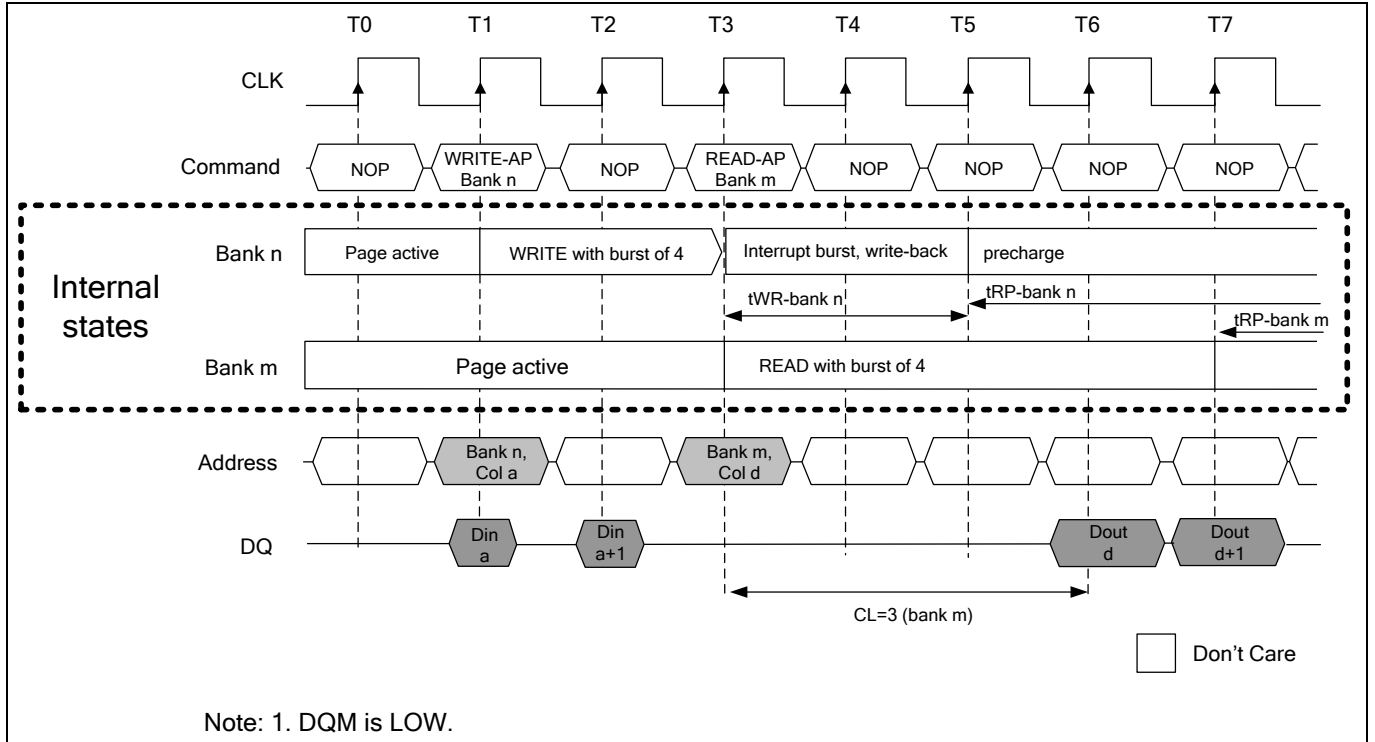 T0 T1 T2 T3 T4 T5 T6 T7
CLK
Command NOP WRITE-AP Bank n NOP READ-AP Bank m NOP NOP NOP NOP
Internal states
Bank n Page active WRITE with burst of 4 Interrupt burst, write-back precharge
tWR-bank n tRP-bank n
tRP-bank m
Bank m Page active READ with burst of 4
Address Bank n, Col a Bank m, Col d
DQ Din a Din a+1 Dout d Dout d+1
CL=3 (bank m)
Don't Care
Note: 1. DQM is LOW.